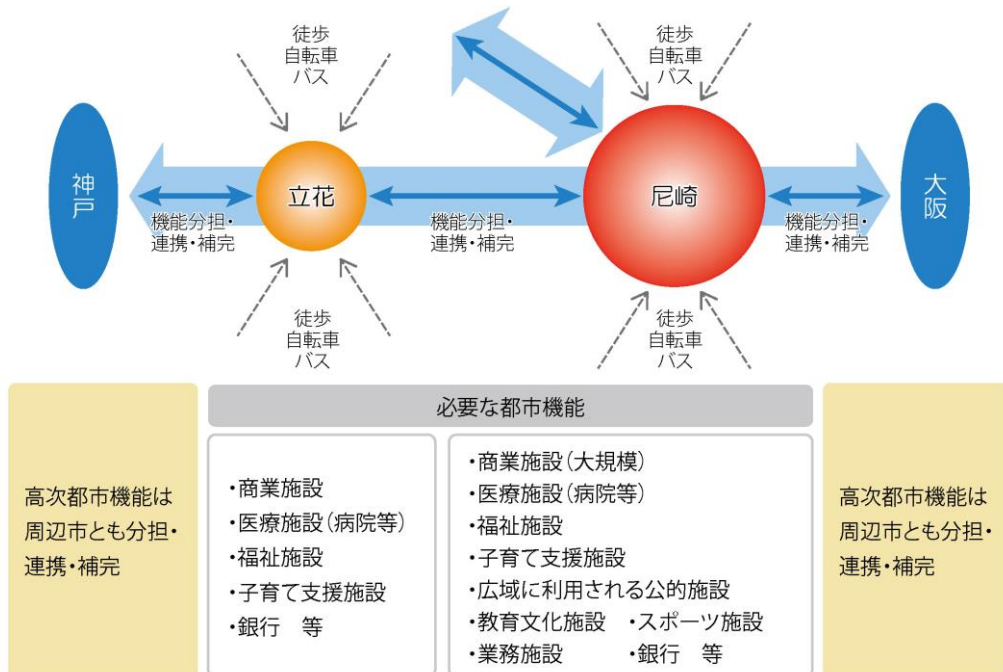 徒歩
自転車
バス
徒歩
自転車
バス
神戸
立花
尼崎
大阪
機能分担・
連携・補完
機能分担・
連携・補完
機能分担・
連携・補完
徒歩
自転車
バス
徒歩
自転車
バス
必要な都市機能
高次都市機能は
周辺市とも分担・
連携・補完
・商業施設
・医療施設(病院等)
・福祉施設
・子育て支援施設
・銀行 等
・商業施設(大規模)
・医療施設(病院等)
・福祉施設
・子育て支援施設
・広域に利用される公的施設
・教育文化施設 ・スポーツ施設
・業務施設 ・銀行 等
高次都市機能は
周辺市とも分担・
連携・補完